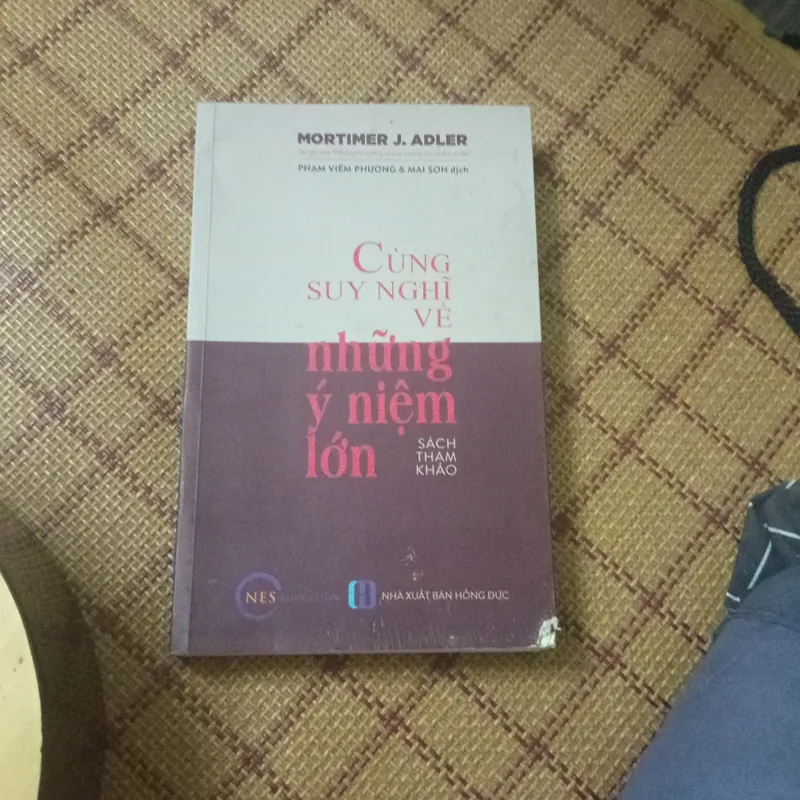 MORTIMER J. ADLER
PHẠM VIÊM PHƯƠNG & MAI SƠN dịch
CÙNG
SUY NGHĨ
VỀ
những
ý niệm
lớn
SÁCH
THAM
KHẢO
NES EDUCATION
NHÀ XUẤT BẢN HỒNG ĐỨC